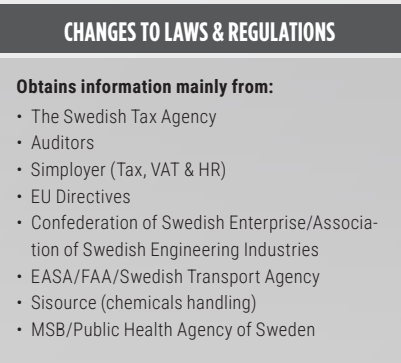 CHANGES TO LAWS & REGULATIONS
Obtains information mainly from:
• The Swedish Tax Agency
• Auditors
• Simployer (Tax, VAT & HR)
• EU Directives
• Confederation of Swedish Enterprise/Associa-
tion of Swedish Engineering Industries
• EASA/FAA/Swedish Transport Agency
• Sisource (chemicals handling)
• MSB/Public Health Agency of Sweden